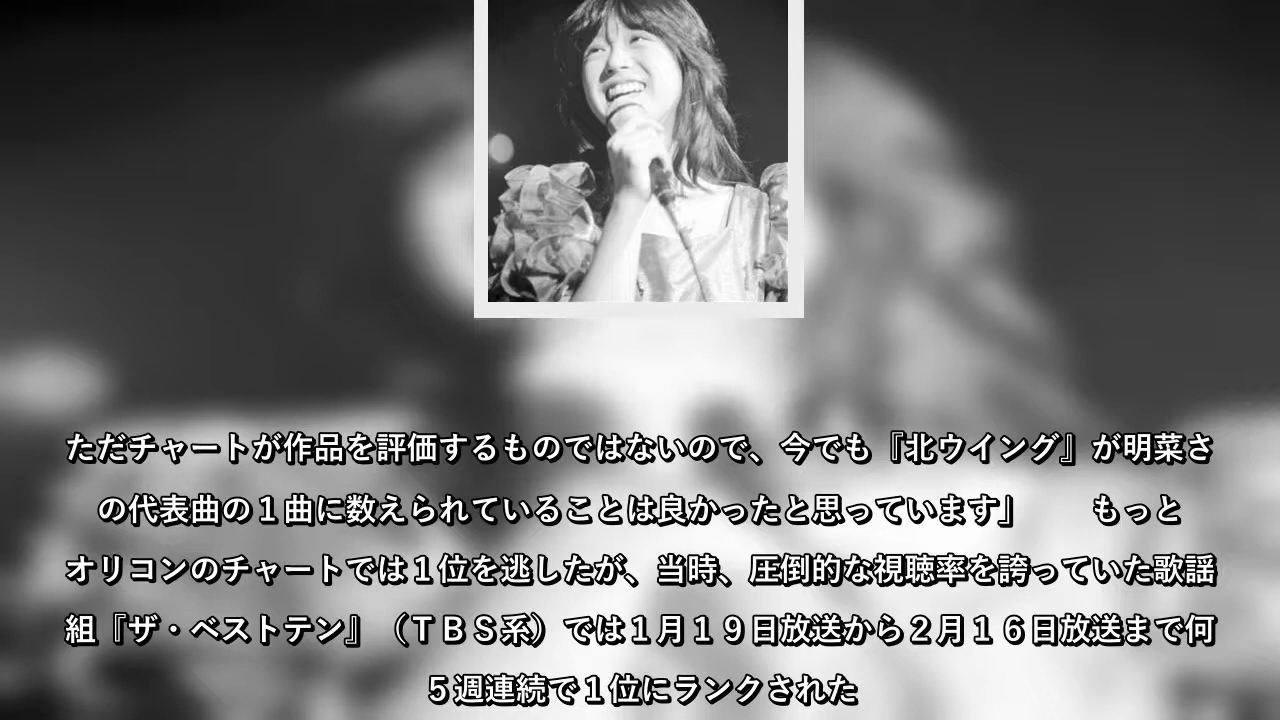 ただチャートが作品を評価するものではないので、今でも『北ウイング』が明菜さ
の代表曲の１曲に数えられていることは良かったと思っています」　　もっと
オリコンのチャートでは１位を逃したが、当時、圧倒的な視聴率を誇っていた歌謡
組『ザ・ベストテン』（ＴＢＳ系）では１月１９日放送から２月１６日放送まで何
５週連続で１位にランクされた